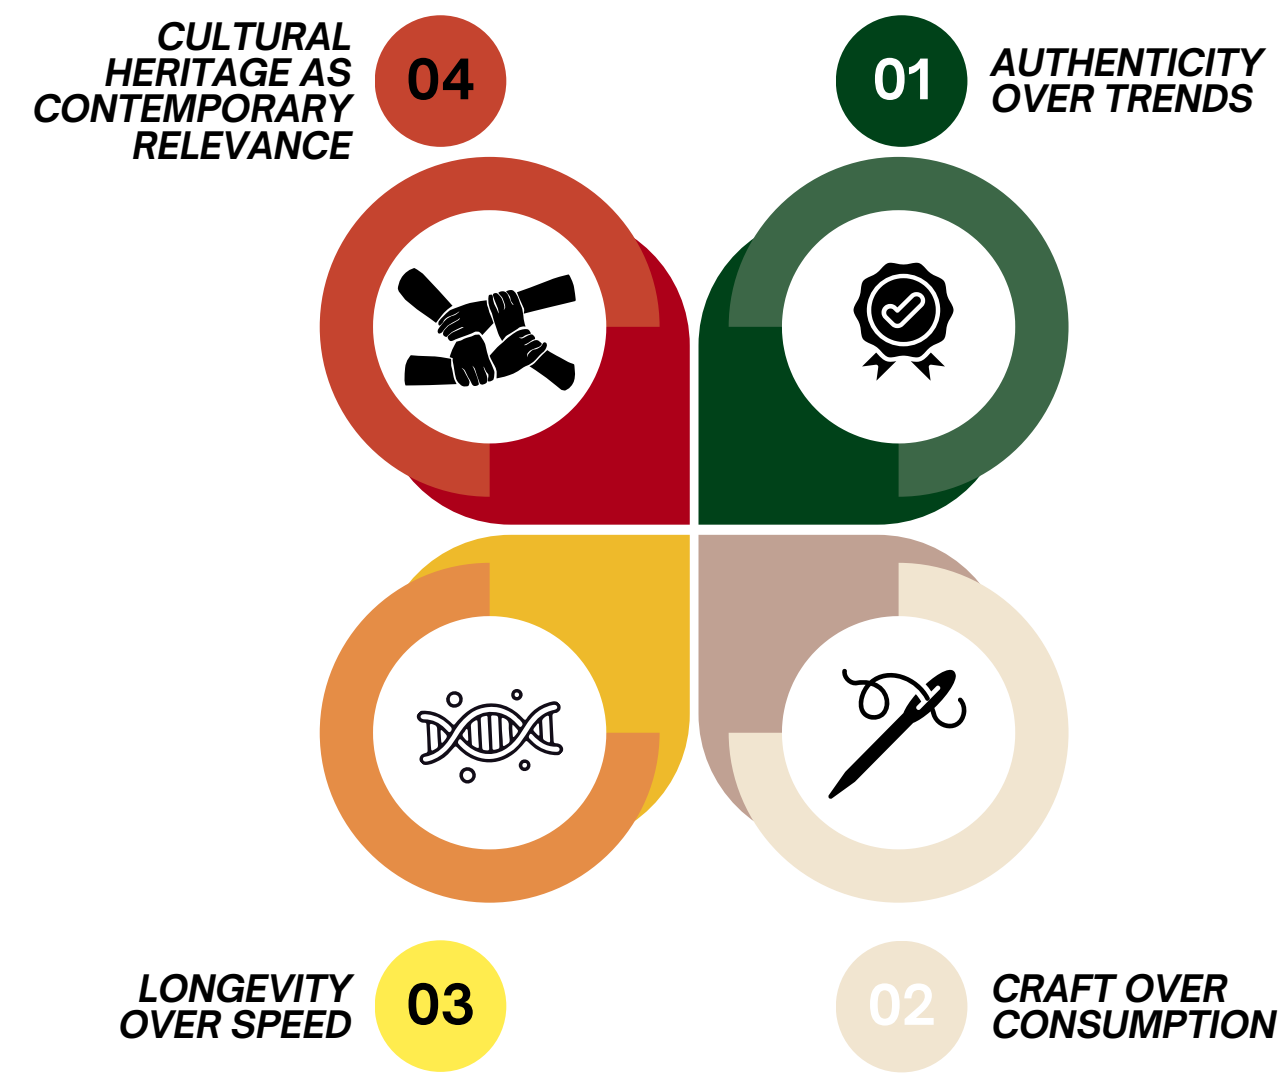 CULTURAL
HERITAGE AS
CONTEMPORARY
RELEVANCE
04
01
AUTHENTICITY
OVER TRENDS
LONGEVITY
OVER SPEED
03
02
CRAFT OVER
CONSUMPTION